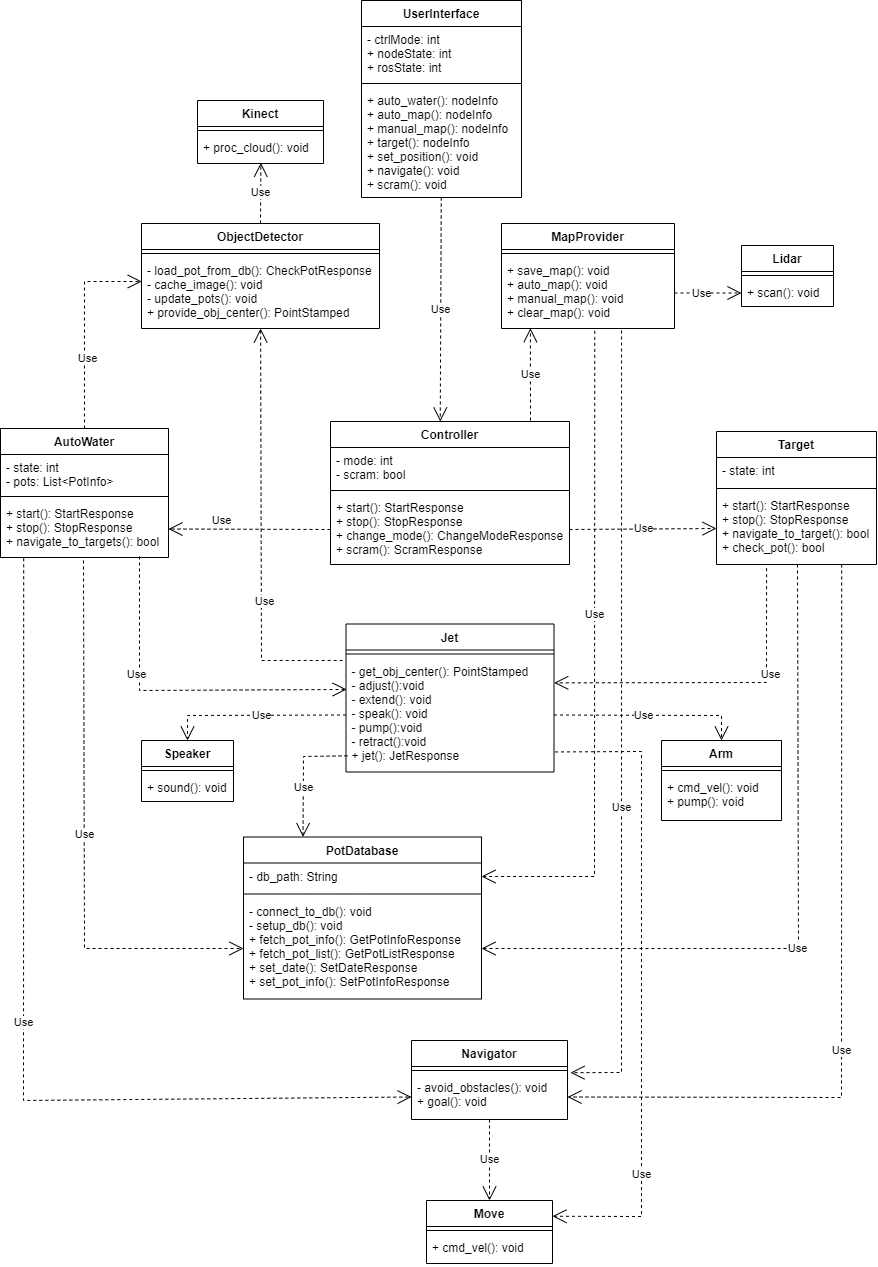 UserInterface
- ctrlMode: int
+ nodeState: int
+ rosState: int
+ auto_water(): nodeInfo
+ auto_map(): nodeInfo
+ manual_map(): nodeInfo
+ target(): nodeInfo
+ set_position(): void
+ navigate(): void
+ scram(): void
Kinect
+ proc_cloud(): void
Use
ObjectDetector
- load_pot_from_db(): CheckPotResponse
- cache_image(): void
- update_pots(): void
+ provide_obj_center(): PointStamped
MapProvider
+ save_map(): void
+ auto_map(): void
+ manual_map(): void
+ clear_map(): void
Use
Lidar
+ scan(): void
Use
Use
Use
AutoWater
- state: int
- pots: List<PotInfo>
+ start(): StartResponse
+ stop(): StopResponse
+ navigate_to_targets(): bool
Use
Controller
- mode: int
- scram: bool
+ start(): StartResponse
+ stop(): StopResponse
+ change_mode(): ChangeModeResponse
+ scram(): ScramResponse
Use
Target
- state: int
+ start(): StartResponse
+ stop(): StopResponse
+ navigate_to_target(): bool
+ check_pot(): bool
Use
Use
Jet
- get_obj_center(): PointStamped
- adjust():void
- extend(): void
- speak(): void
- pump():void
- retract():void
+ jet(): JetResponse
Use
Use
Use
Use
Speaker
+ sound(): void
Arm
+ cmd_vel(): void
+ pump(): void
Use
Use
Use
PotDatabase
- db_path: String
- connect_to_db(): void
- setup_db(): void
+ fetch_pot_info(): GetPotInfoResponse
+ fetch_pot_list(): GetPotListResponse
+ set_date(): SetDateResponse
+ set_pot_info(): SetPotInfoResponse
Use
Use
Use
Navigator
- avoid_obstacles(): void
+ goal(): void
Use
Use
Move
+ cmd_vel(): void